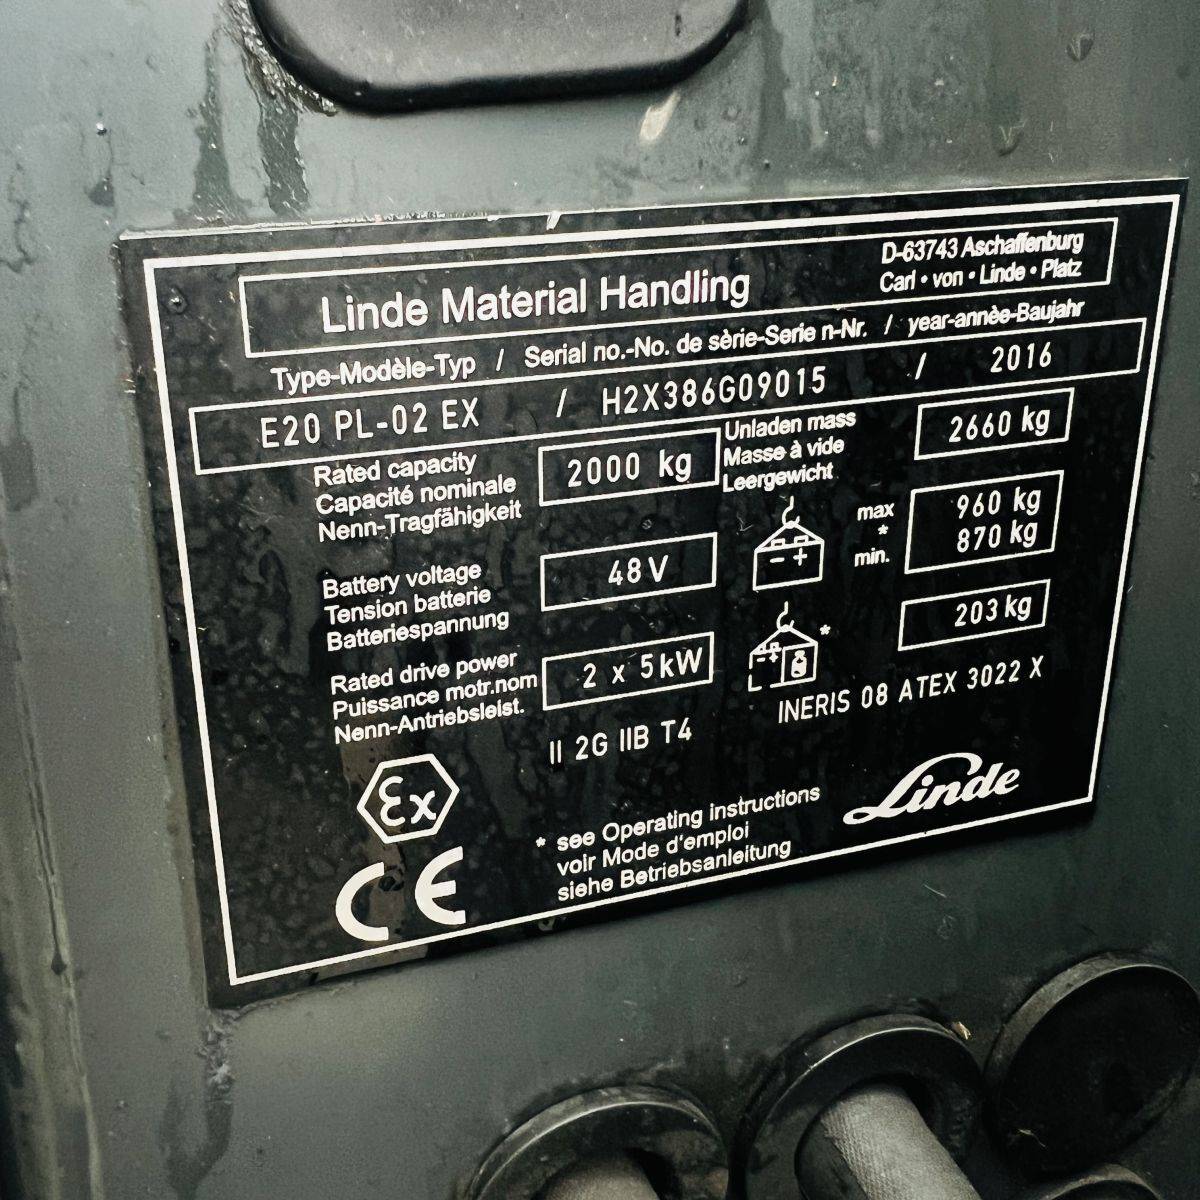 Linde Material Handling
D-63743 Aschaffenburg
Carl • von • Linde • Platz
Type-Modèle-Typ / Serial no.-No. de sèrie-Serie n-Nr. / year-annèe-Baujahr
E20 PL-02 EX / H2X386G09015 / 2016
Rated capacity
Capacité nominale
Nenn-Tragfähigkeit
2000 kg
Unladen mass
Masse à vide
Leergewicht
2660 kg
Battery voltage
Tension batterie
Batteriespannung
48V
- +
max
*
min.
960 kg
870 kg
Rated drive power
Puissance motr.nom
Nenn-Antriebsleist.
2 x 5kW
- +
*
203 kg
II 2G IIB T4
INERIS 08 ATEX 3022 X
Ex
CE
* see Operating instructions
voir Mode d'emploi
siehe Betriebsanleitung
Linde